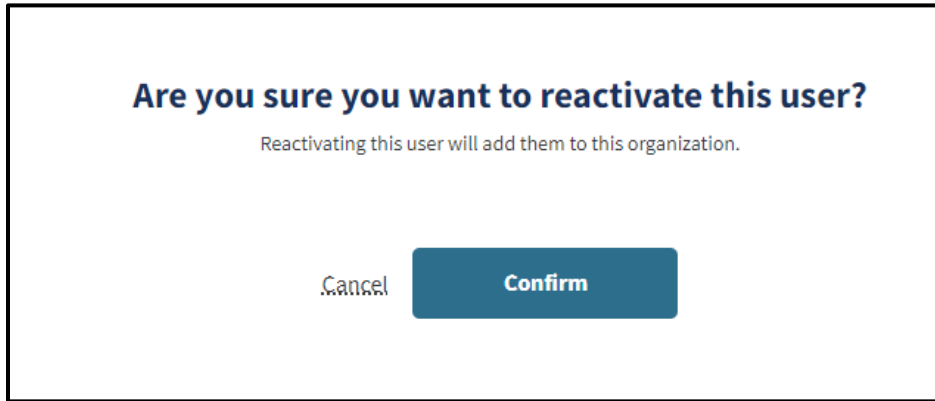 Are you sure you want to reactivate this user?
Reactivating this user will add them to this organization.
Cancel Confirm